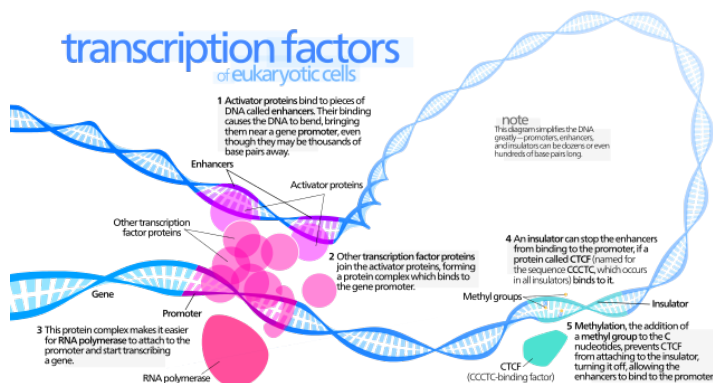 transcription factors
of eukaryotic cells
1 Activator proteins bind to pieces of
DNA called enhancers. Their binding
causes the DNA to bend, bringing
them near a gene promoter, even
though they may be thousands of
base pairs away.
note
This diagram simplifies the DNA
greatly—promoters, enhancers,
and insulators can be dozens or even
hundreds of base pairs long.
Enhancers
Activator proteins
Other transcription
factor proteins
2 Other transcription factor proteins
join the activator proteins, forming
a protein complex which binds to
the gene promoter.
4 An insulator can stop the enhancers
from binding to the promoter, if a
protein called CTCF (named for
the sequence CCCTC, which occurs
in all insulators) binds to it.
Gene
Promoter
Methyl groups
Insulator
3 This protein complex makes it easier
for RNA polymerase to attach to the
promoter and start transcribing
a gene.
RNA polymerase
CTCF
(CCCTC-binding factor)
5 Methylation, the addition of
a methyl group to the C
nucleotides, prevents CTCF
from attaching to the insulator,
turning it off, allowing the
enhancers to bind to the promoter